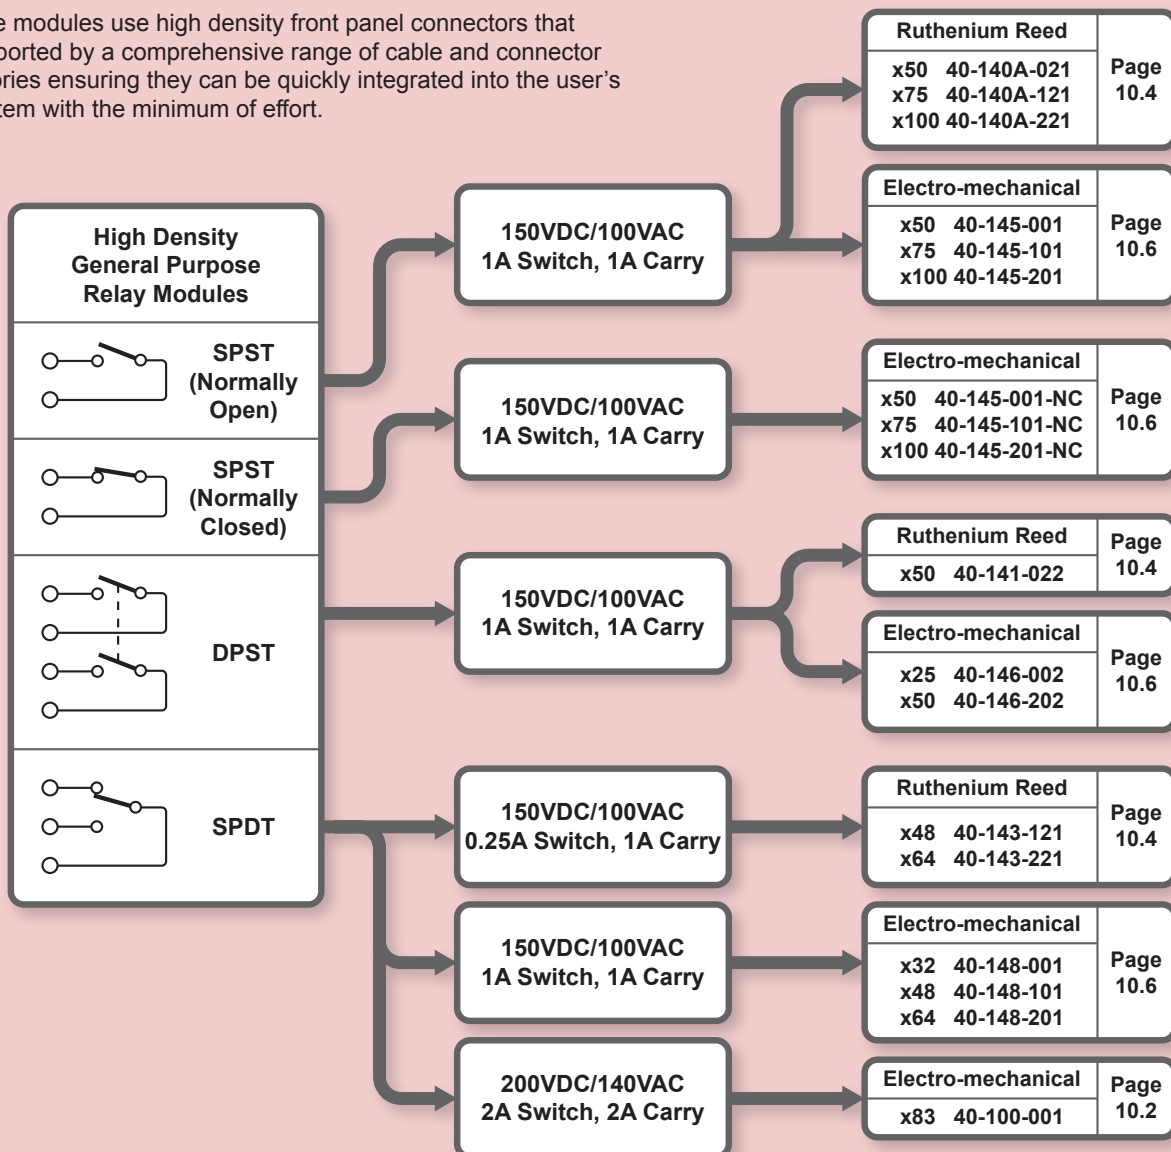 e modules use high density front panel connectors that
ported by a comprehensive range of cable and connector
ories ensuring they can be quickly integrated into the user's
tem with the minimum of effort.
High Density
General Purpose
Relay Modules
SPST
(Normally
Open)
SPST
(Normally
Closed)
DPST
SPDT
150VDC/100VAC
1A Switch, 1A Carry
150VDC/100VAC
1A Switch, 1A Carry
150VDC/100VAC
1A Switch, 1A Carry
150VDC/100VAC
0.25A Switch, 1A Carry
150VDC/100VAC
1A Switch, 1A Carry
200VDC/140VAC
2A Switch, 2A Carry
Ruthenium Reed
x50 40-140A-021
x75 40-140A-121
x100 40-140A-221
Page
10.4
Electro-mechanical
x50 40-145-001
x75 40-145-101
x100 40-145-201
Page
10.6
Electro-mechanical
x50 40-145-001-NC
x75 40-145-101-NC
x100 40-145-201-NC
Page
10.6
Ruthenium Reed
x50 40-141-022
Page
10.4
Electro-mechanical
x25 40-146-002
x50 40-146-202
Page
10.6
Ruthenium Reed
x48 40-143-121
x64 40-143-221
Page
10.4
Electro-mechanical
x32 40-148-001
x48 40-148-101
x64 40-148-201
Page
10.6
Electro-mechanical
x83 40-100-001
Page
10.2